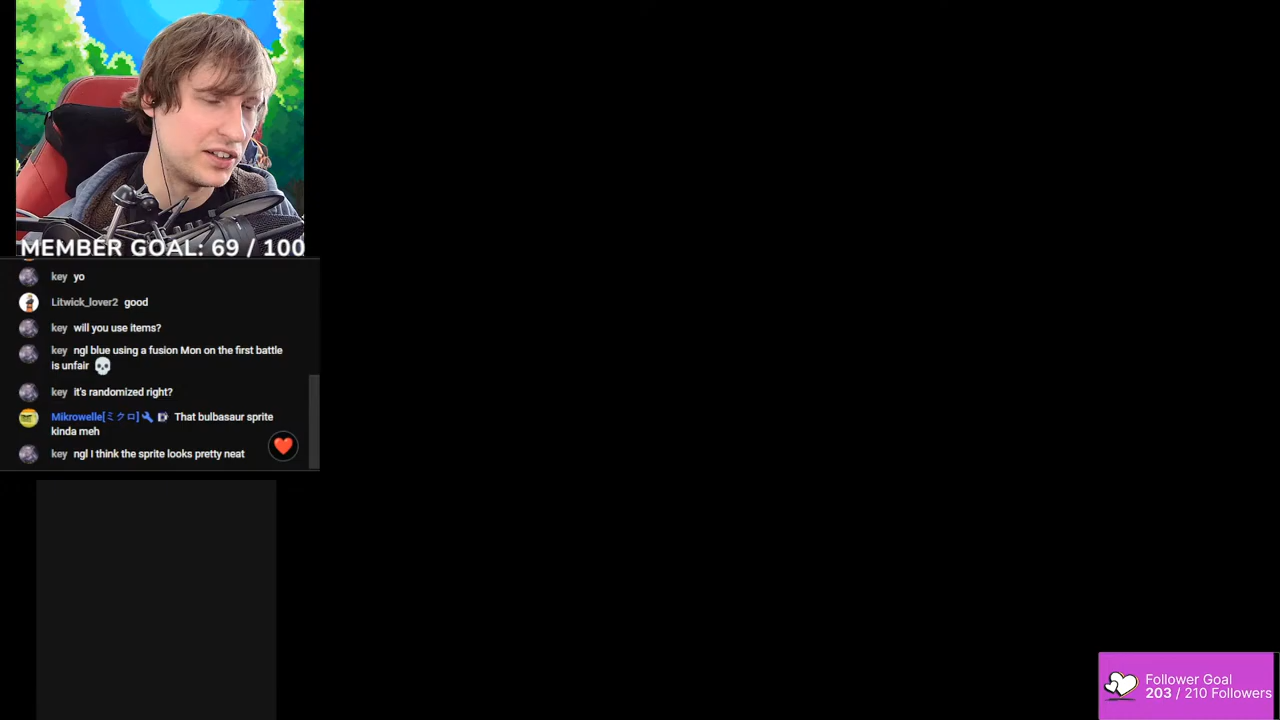 MEMBER GOAL: 69 / 100
key yo
Litwick_lover2 good
key will you use items?
key ngl blue using a fusion Mon on the first battle
is unfair 💀
key it's randomized right?
Mikrowelle[ミクロ] That bulbasaur sprite
kinda meh
key ngl I think the sprite looks pretty neat
Follower Goal
203 / 210 Followers